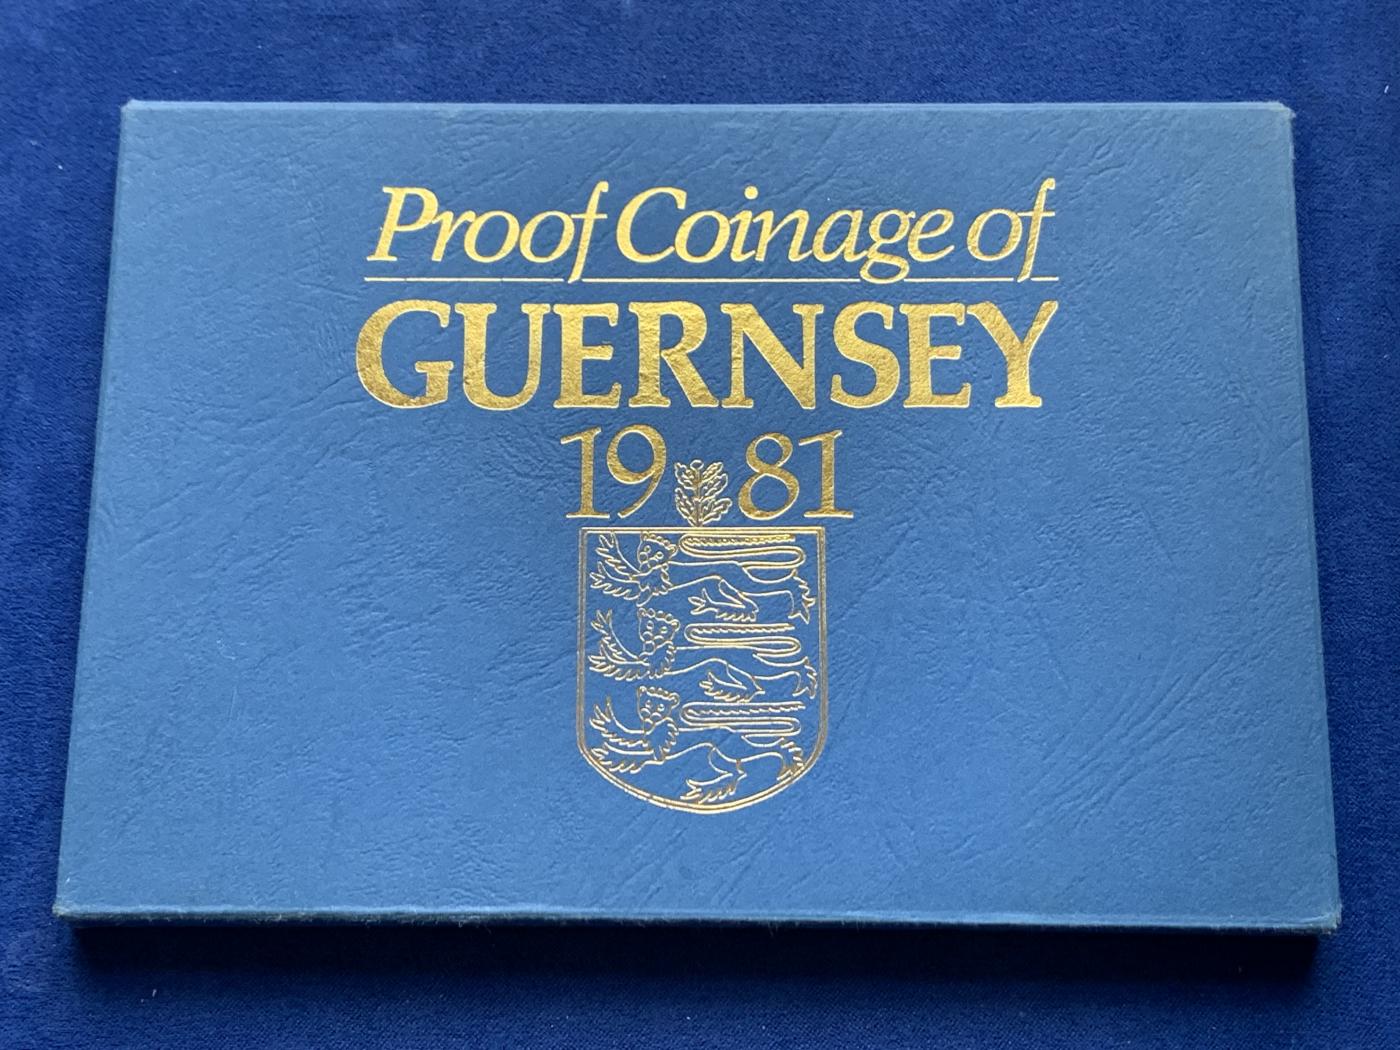 Proof Coinage of
GUERNSEY
1981